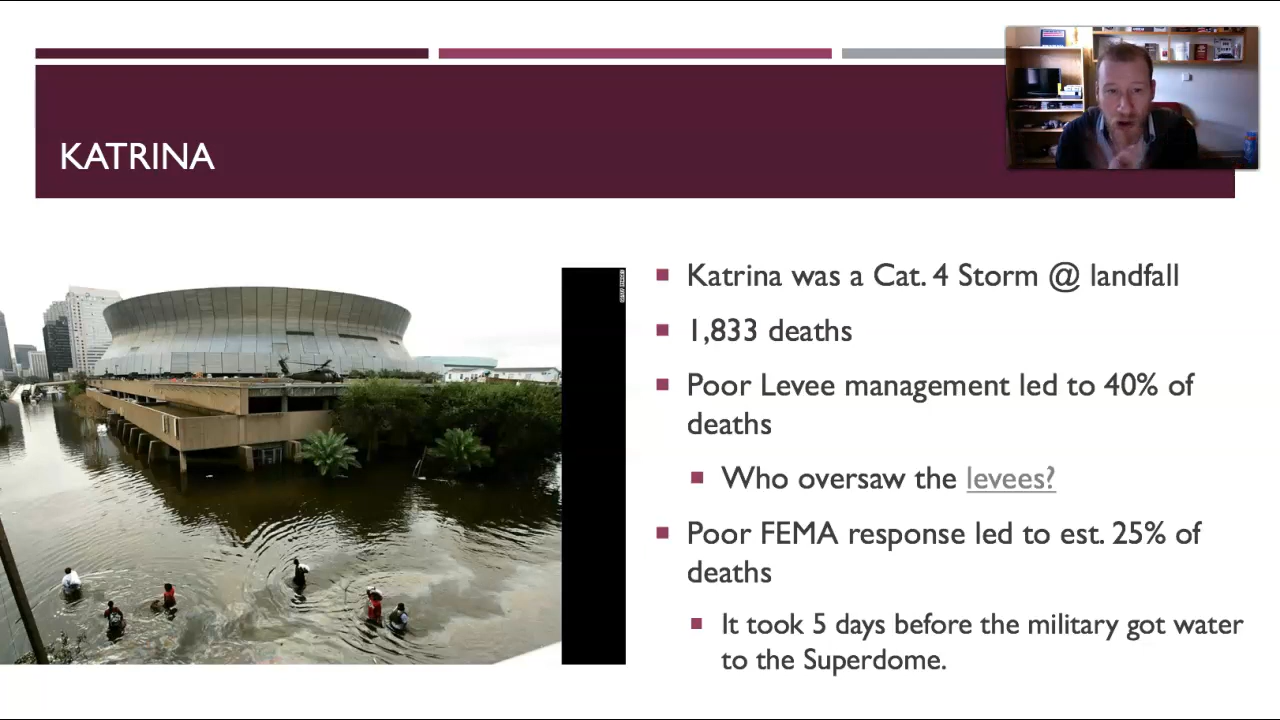 KATRINA
Katrina was a Cat. 4 Storm @ landfall
1,833 deaths
Poor Levee management led to 40% of
deaths
Who oversaw the levees?
Poor FEMA response led to est. 25% of
deaths
It took 5 days before the military got water
to the Superdome.